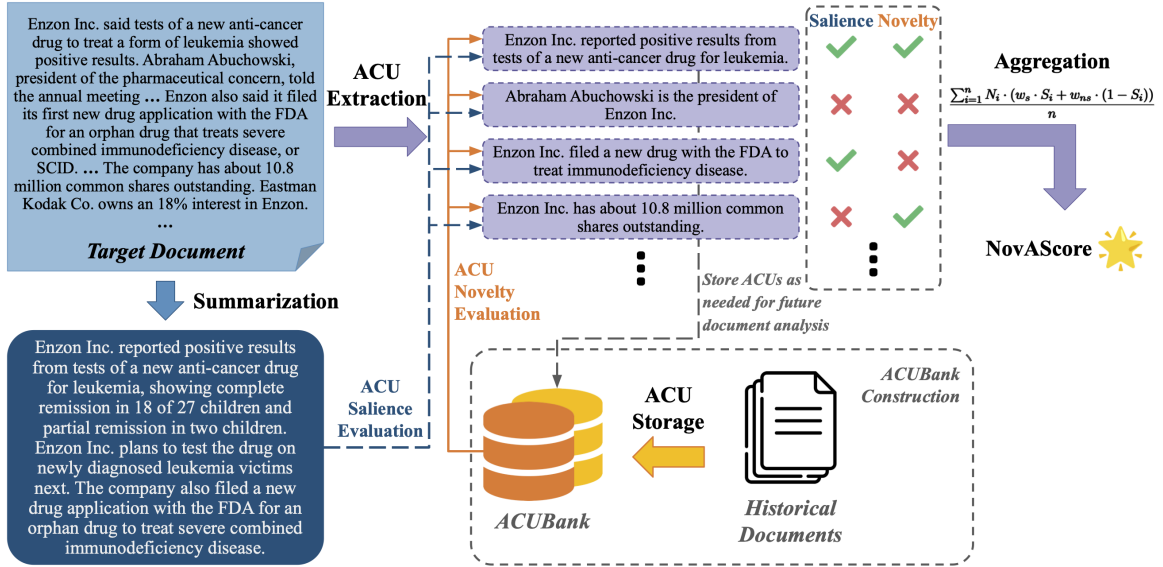 Enzon Inc. said tests of a new anti-cancer
drug to treat a form of leukemia showed
positive results. Abraham Abuchowski,
president of the pharmaceutical concern, told
the annual meeting ... Enzon also said it filed
its first new drug application with the FDA
for an orphan drug that treats severe
combined immunodeficiency disease, or
SCID. ... The company has about 10.8
million common shares outstanding. Eastman
Kodak Co. owns an 18% interest in Enzon.
...
Target Document
Summarization
Enzon Inc. reported positive results
from tests of a new anti-cancer drug
for leukemia, showing complete
remission in 18 of 27 children and
partial remission in two children.
Enzon Inc. plans to test the drug on
newly diagnosed leukemia victims
next. The company also filed a new
drug application with the FDA for an
orphan drug to treat severe combined
immunodeficiency disease.
ACU
Extraction
ACU
Salience
Evaluation
ACU
Novelty
Evaluation
Enzon Inc. reported positive results from
tests of a new anti-cancer drug for leukemia.
Abraham Abuchowski is the president of
Enzon Inc.
Enzon Inc. filed a new drug with the FDA to
treat immunodeficiency disease.
Enzon Inc. has about 10.8 million common
shares outstanding.
Salience Novelty
Store ACUs as
needed for future
document analysis
Aggregation
$\frac{\sum_{i=1}^{n} N_i \cdot (w_s \cdot S_i + w_{ns} \cdot (1 - S_i))}{n}$
NovAScore
ACUBank
Construction
ACU
Storage
ACUBank
Historical
Documents